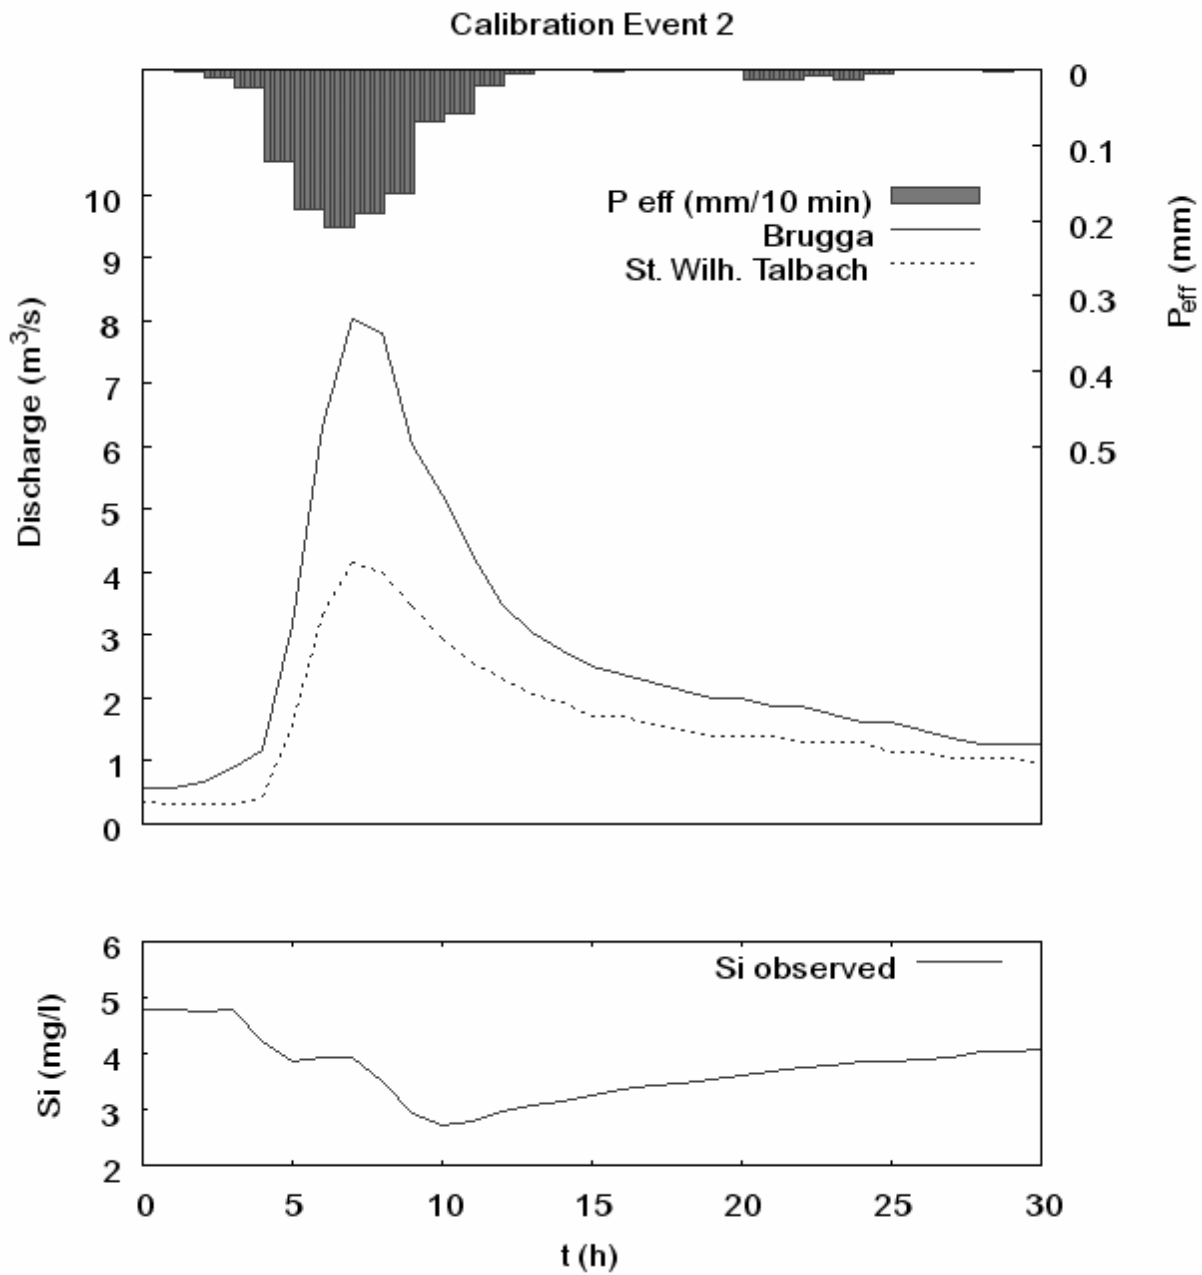 Calibration Event 2
0
0.1
0.2
0.3
0.4
0.5
P_eff (mm)
10
9
8
7
6
5
4
3
2
1
0
Discharge (m³/s)
P eff (mm/10 min)
Brugga
St. Wilh. Talbach
6
5
4
3
2
Si (mg/l)
Si observed
0 5 10 15 20 25 30
t (h)